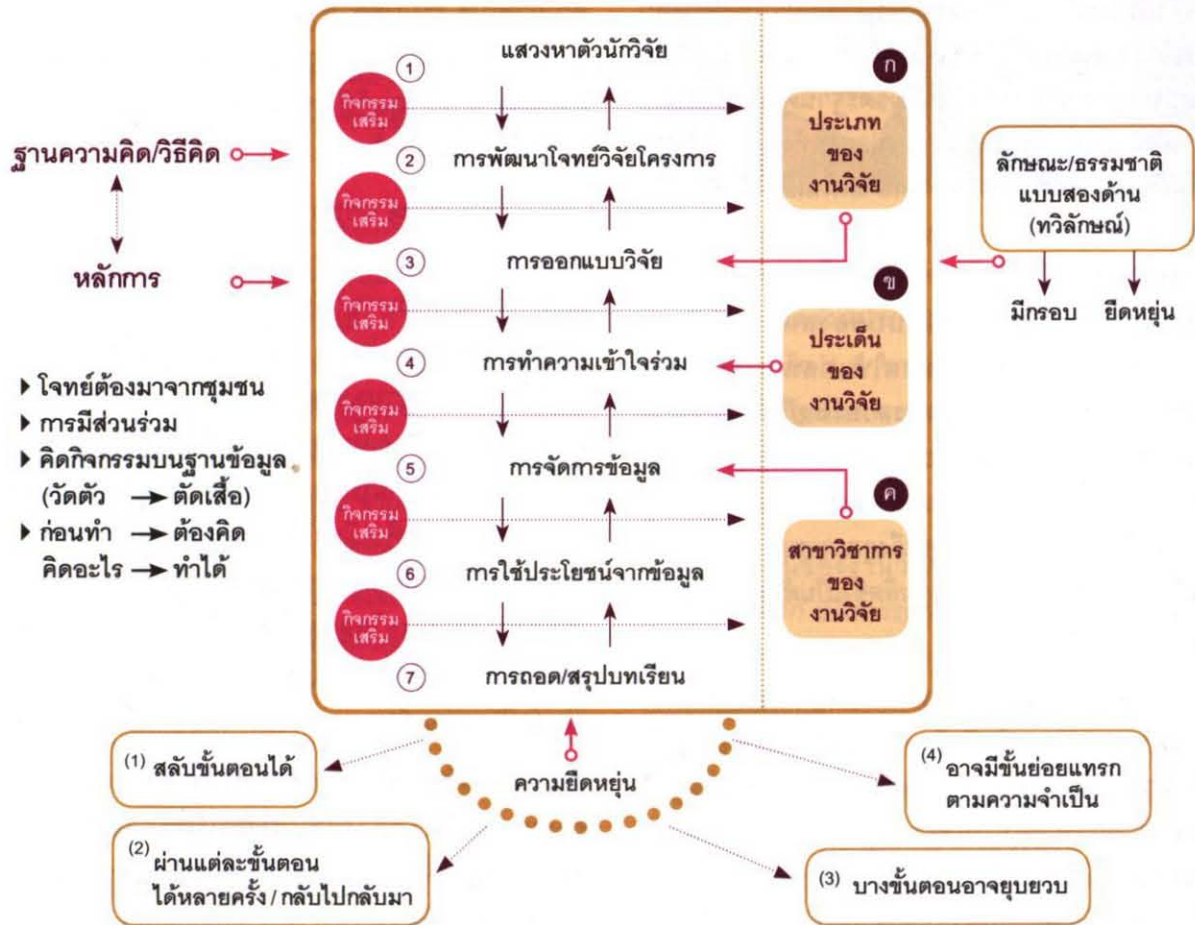 แสวงหาตัวนักวิจัย
1
กิจกรรม
เสริม
2
การพัฒนาโจทย์วิจัยโครงการ
กิจกรรม
เสริม
3
การออกแบบวิจัย
กิจกรรม
เสริม
4
การทำความเข้าใจร่วม
กิจกรรม
เสริม
5
การจัดการข้อมูล
กิจกรรม
เสริม
6
การใช้ประโยชน์จากข้อมูล
กิจกรรม
เสริม
7
การถอด/สรุปบทเรียน
ก
ประเภท
ของ
งานวิจัย
ข
ประเด็น
ของ
งานวิจัย
ค
สาขาวิชาการ
ของ
งานวิจัย
ฐานความคิด/วิธีคิด
หลักการ
โจทย์ต้องมาจากชุมชน
การมีส่วนร่วม
คิดกิจกรรมบนฐานข้อมูล
(วัดตัว → ตัดเสื้อ)
ก่อนทำ → ต้องคิด
คิดอะไร → ทำได้
ลักษณะ/ธรรมชาติ
แบบสองด้าน
(ทวิลักษณ์)
มีกรอบ ยืดหยุ่น
ความยืดหยุ่น
(1) สลับขั้นตอนได้
(2) ผ่านแต่ละขั้นตอน
ได้หลายครั้ง/กลับไปกลับมา
(3) บางขั้นตอนอาจยุบยวบ
(4) อาจมีขั้นย่อยแทรก
ตามความจำเป็น